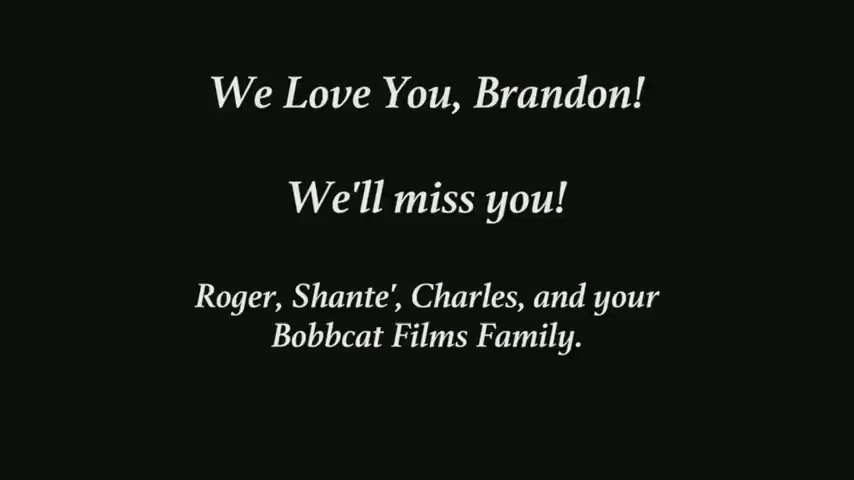 We Love You, Brandon!
We'll miss you!
Roger, Shante', Charles, and your
Bobbcat Films Family.